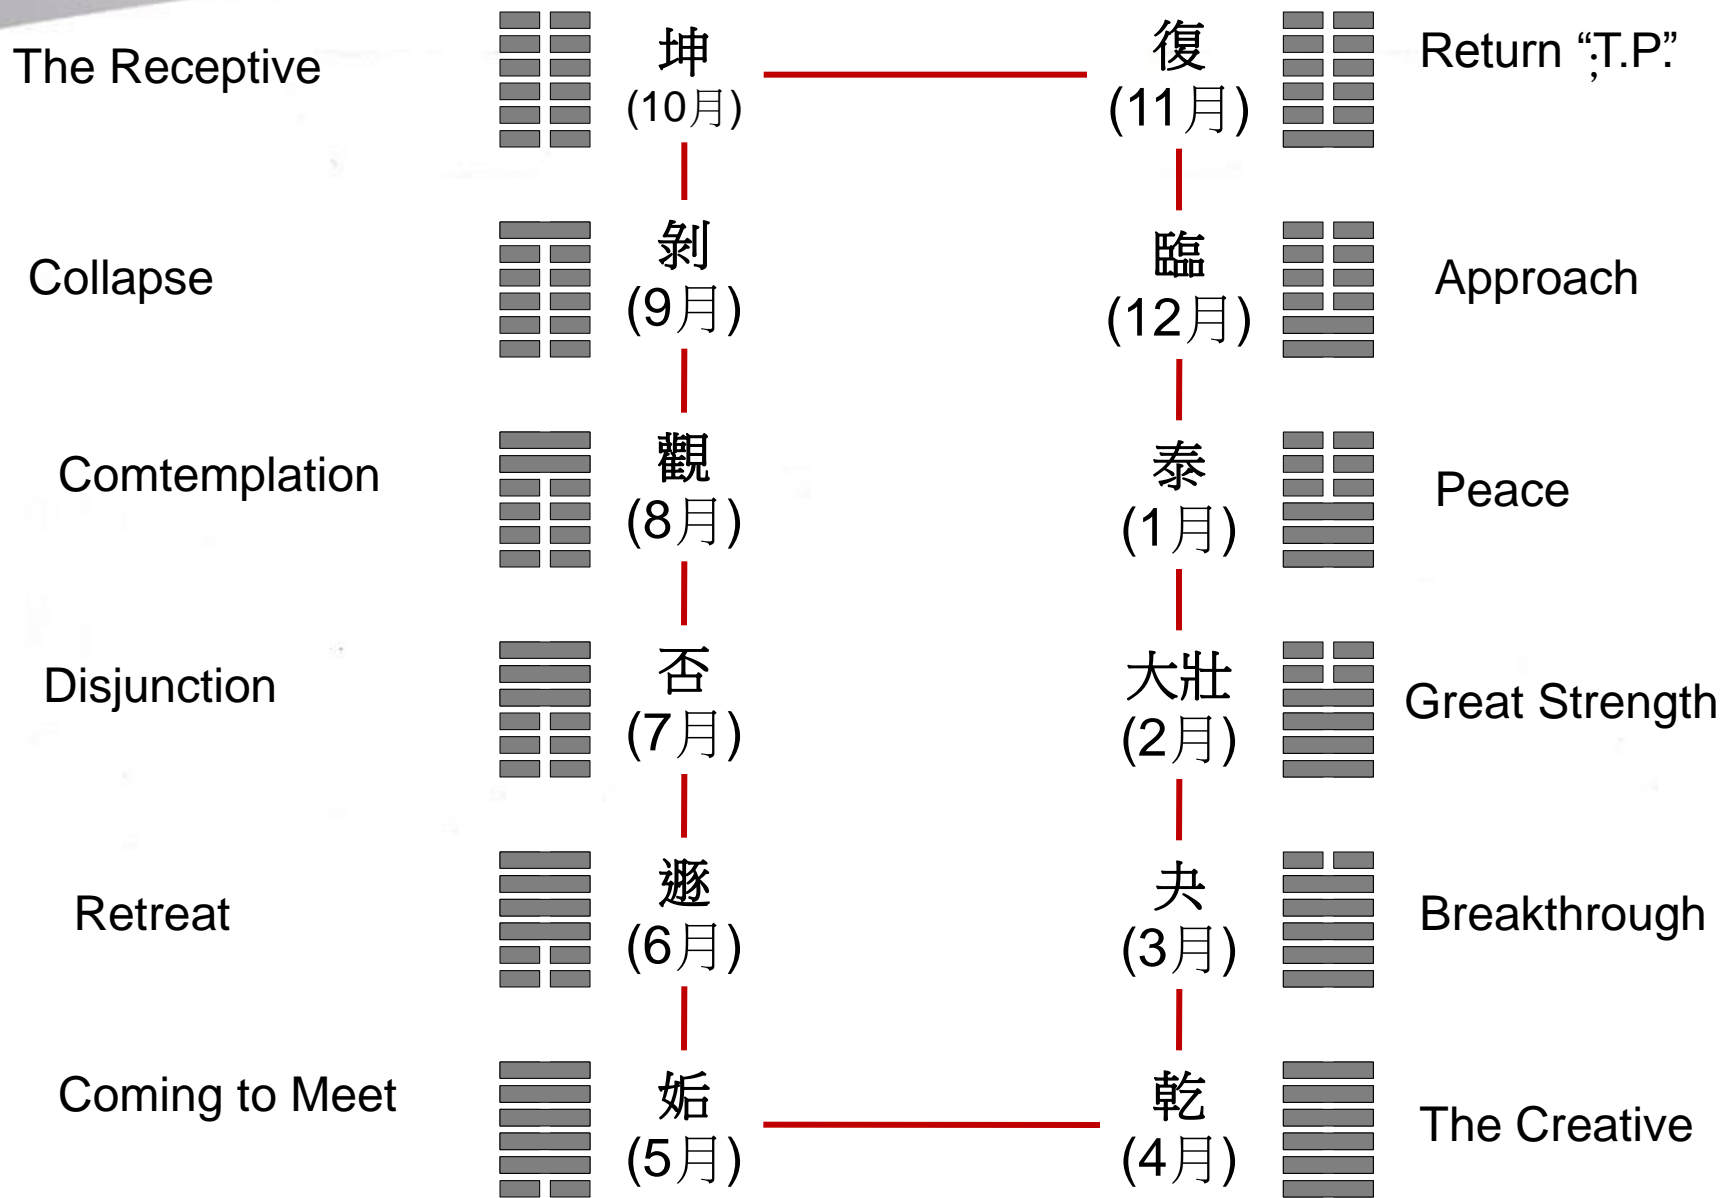 The Receptive
坤
(10月)
復
(11月)
Return “;T.P.”
Collapse
剝
(9月)
臨
(12月)
Approach
Comtemplation
觀
(8月)
泰
(1月)
Peace
Disjunction
否
(7月)
大壯
(2月)
Great Strength
Retreat
遯
(6月)
夬
(3月)
Breakthrough
Coming to Meet
姤
(5月)
乾
(4月)
The Creative